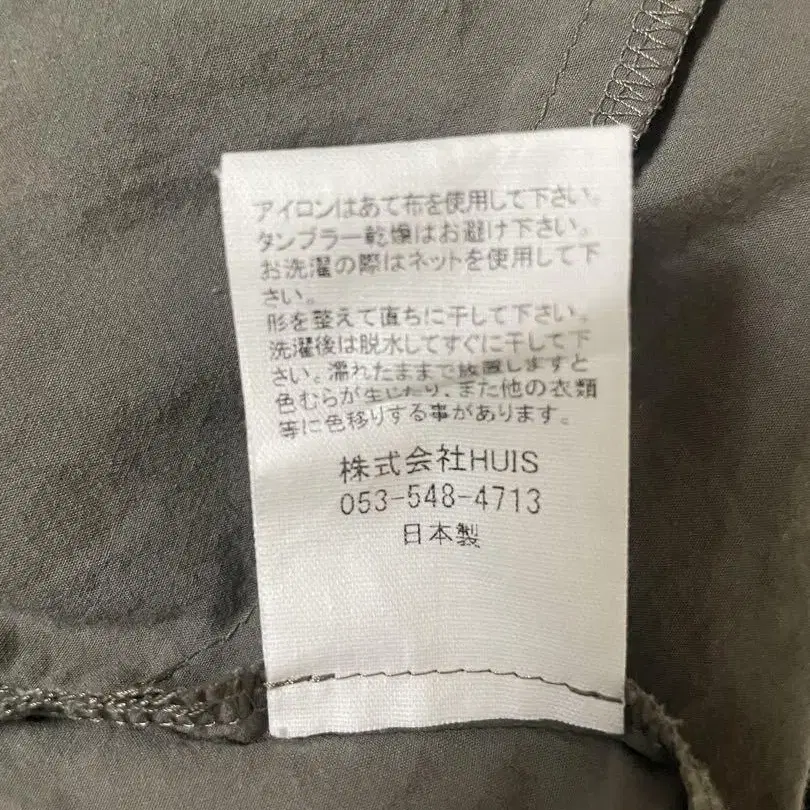 アイロンはあて布を使用して下さい。
タンブラー乾燥はお避け下さい。
お洗濯の際はネットを使用して下
さい。
形を整えて直ちに干して下さい。
洗濯後は脱水してすぐに干して下
さい。濡れたままで放置しますと
色むらが生じたり、また他の衣類
等に色移りする事があります。
株式会社HUIS
053-548-4713
日本製